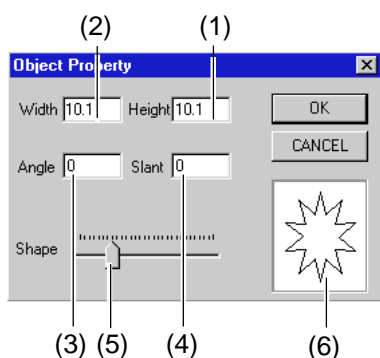 (2) (1)
Object Property
Width 10.1 Height 10.1 OK
CANCEL
Angle 0 Slant 0
Shape
(3) (5) (4) (6)